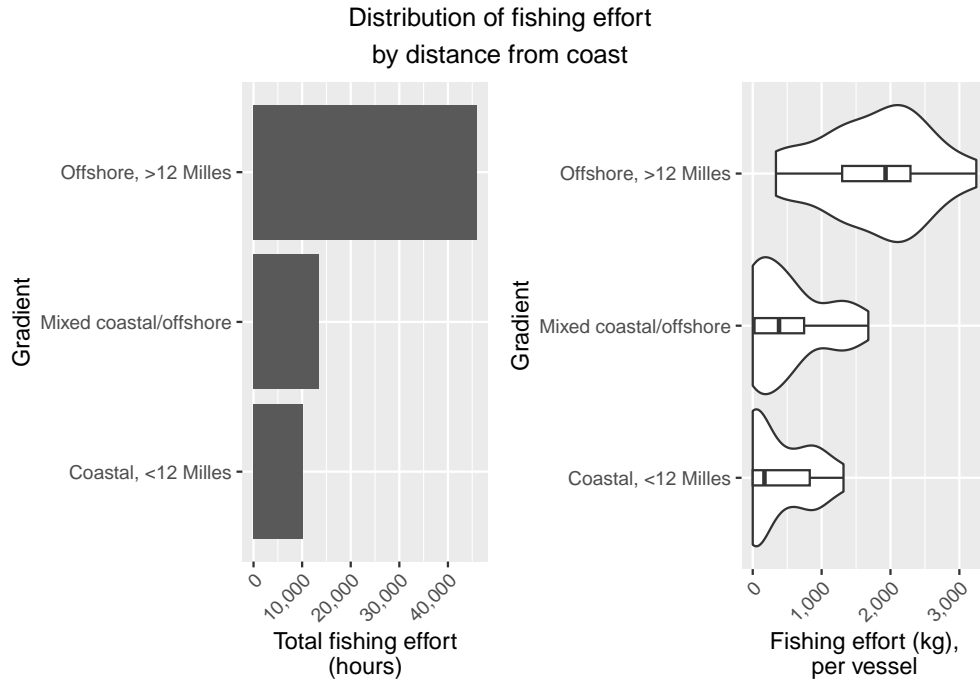 Distribution of fishing effort
by distance from coast
Gradient
Offshore, >12 Milles
Mixed coastal/offshore
Coastal, <12 Milles
0
10,000
20,000
30,000
40,000
Total fishing effort
(hours)
Gradient
Offshore, >12 Milles
Mixed coastal/offshore
Coastal, <12 Milles
0
1,000
2,000
3,000
Fishing effort (kg),
per vessel